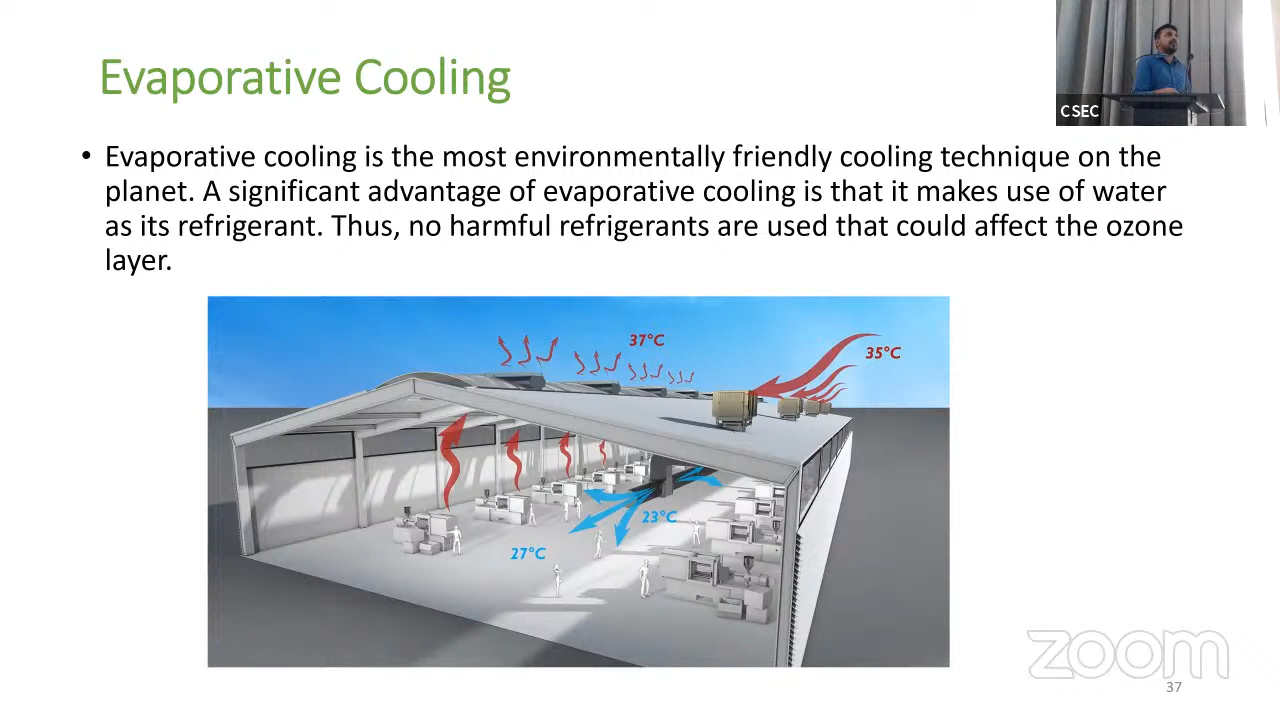 Evaporative Cooling
CSEC
• Evaporative cooling is the most environmentally friendly cooling technique on the
planet. A significant advantage of evaporative cooling is that it makes use of water
as its refrigerant. Thus, no harmful refrigerants are used that could affect the ozone
layer.
37°C
35°C
23°C
27°C
zoom
37